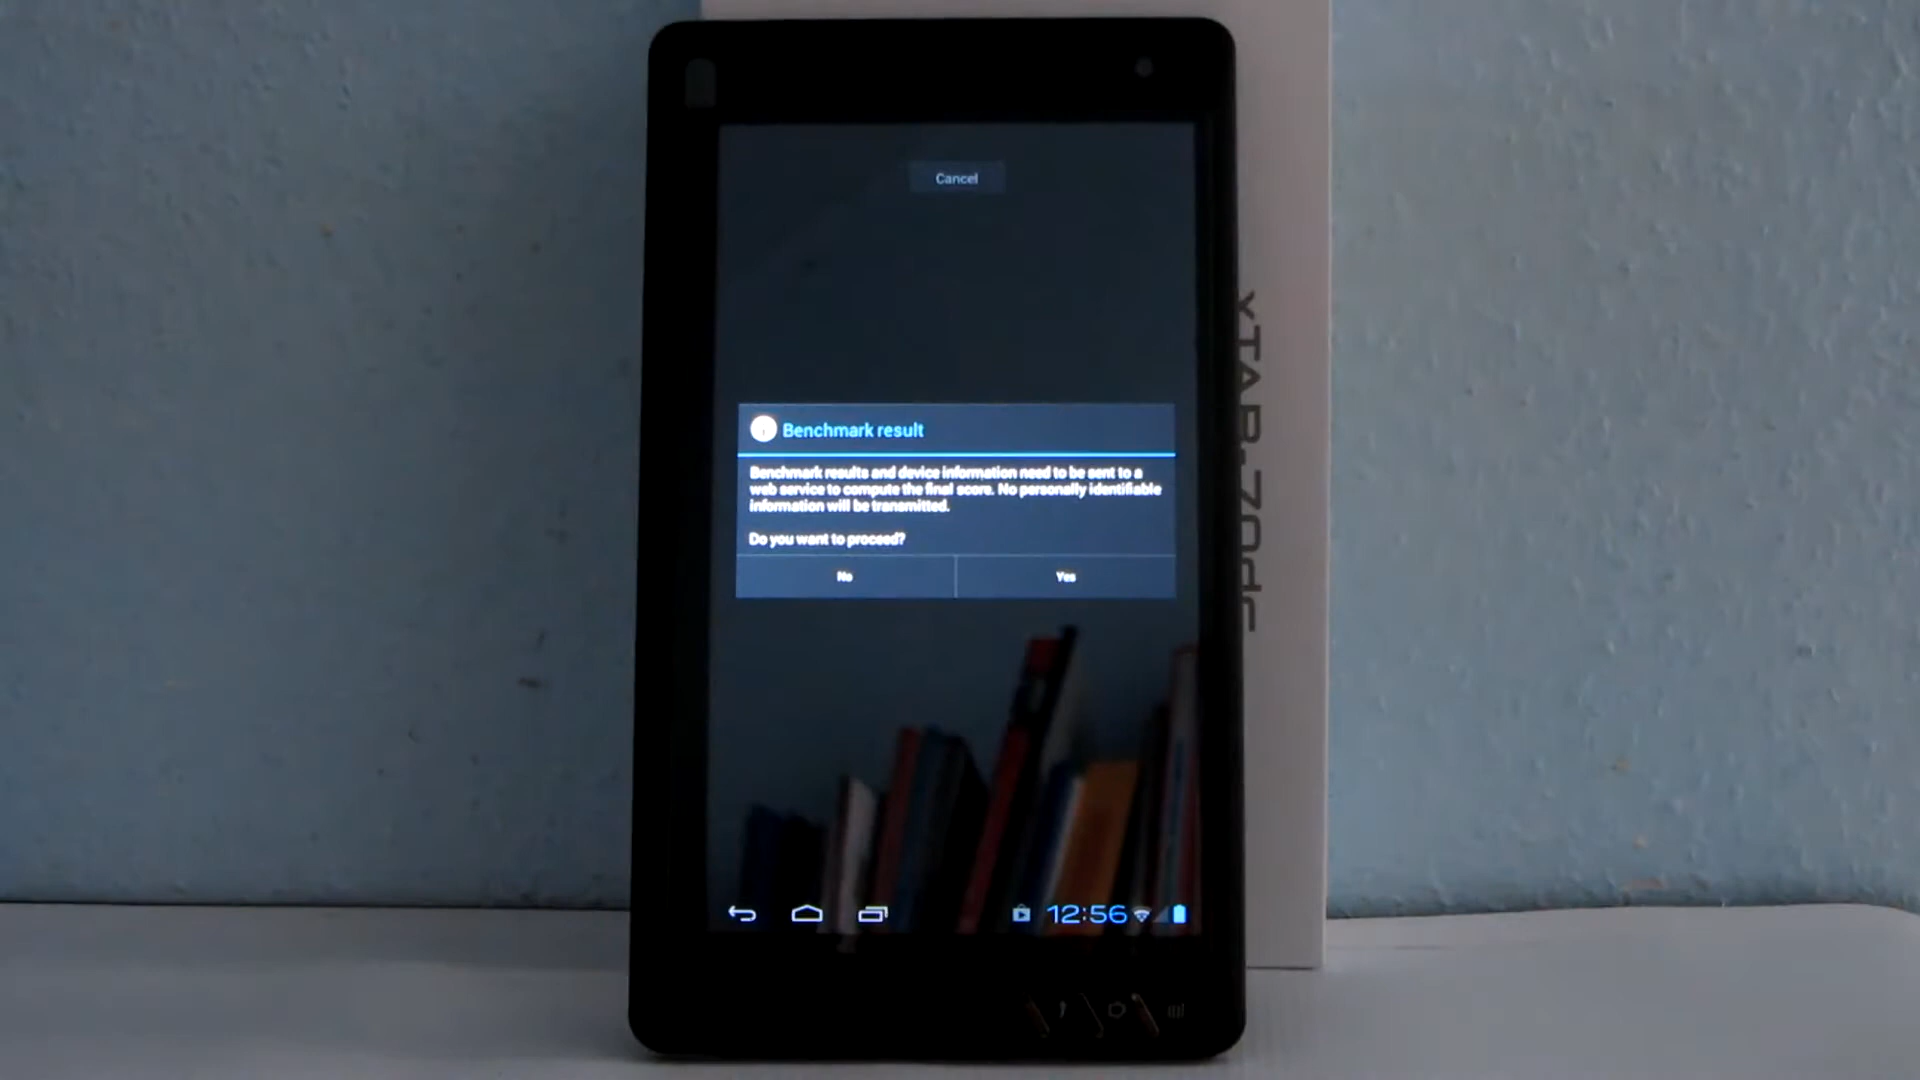 Cancel
Benchmark result
Benchmark results and device information need to be sent to a
web service to compute the final score. No personally identifiable
information will be transmitted.
Do you want to proceed?
No
Yes
12:56